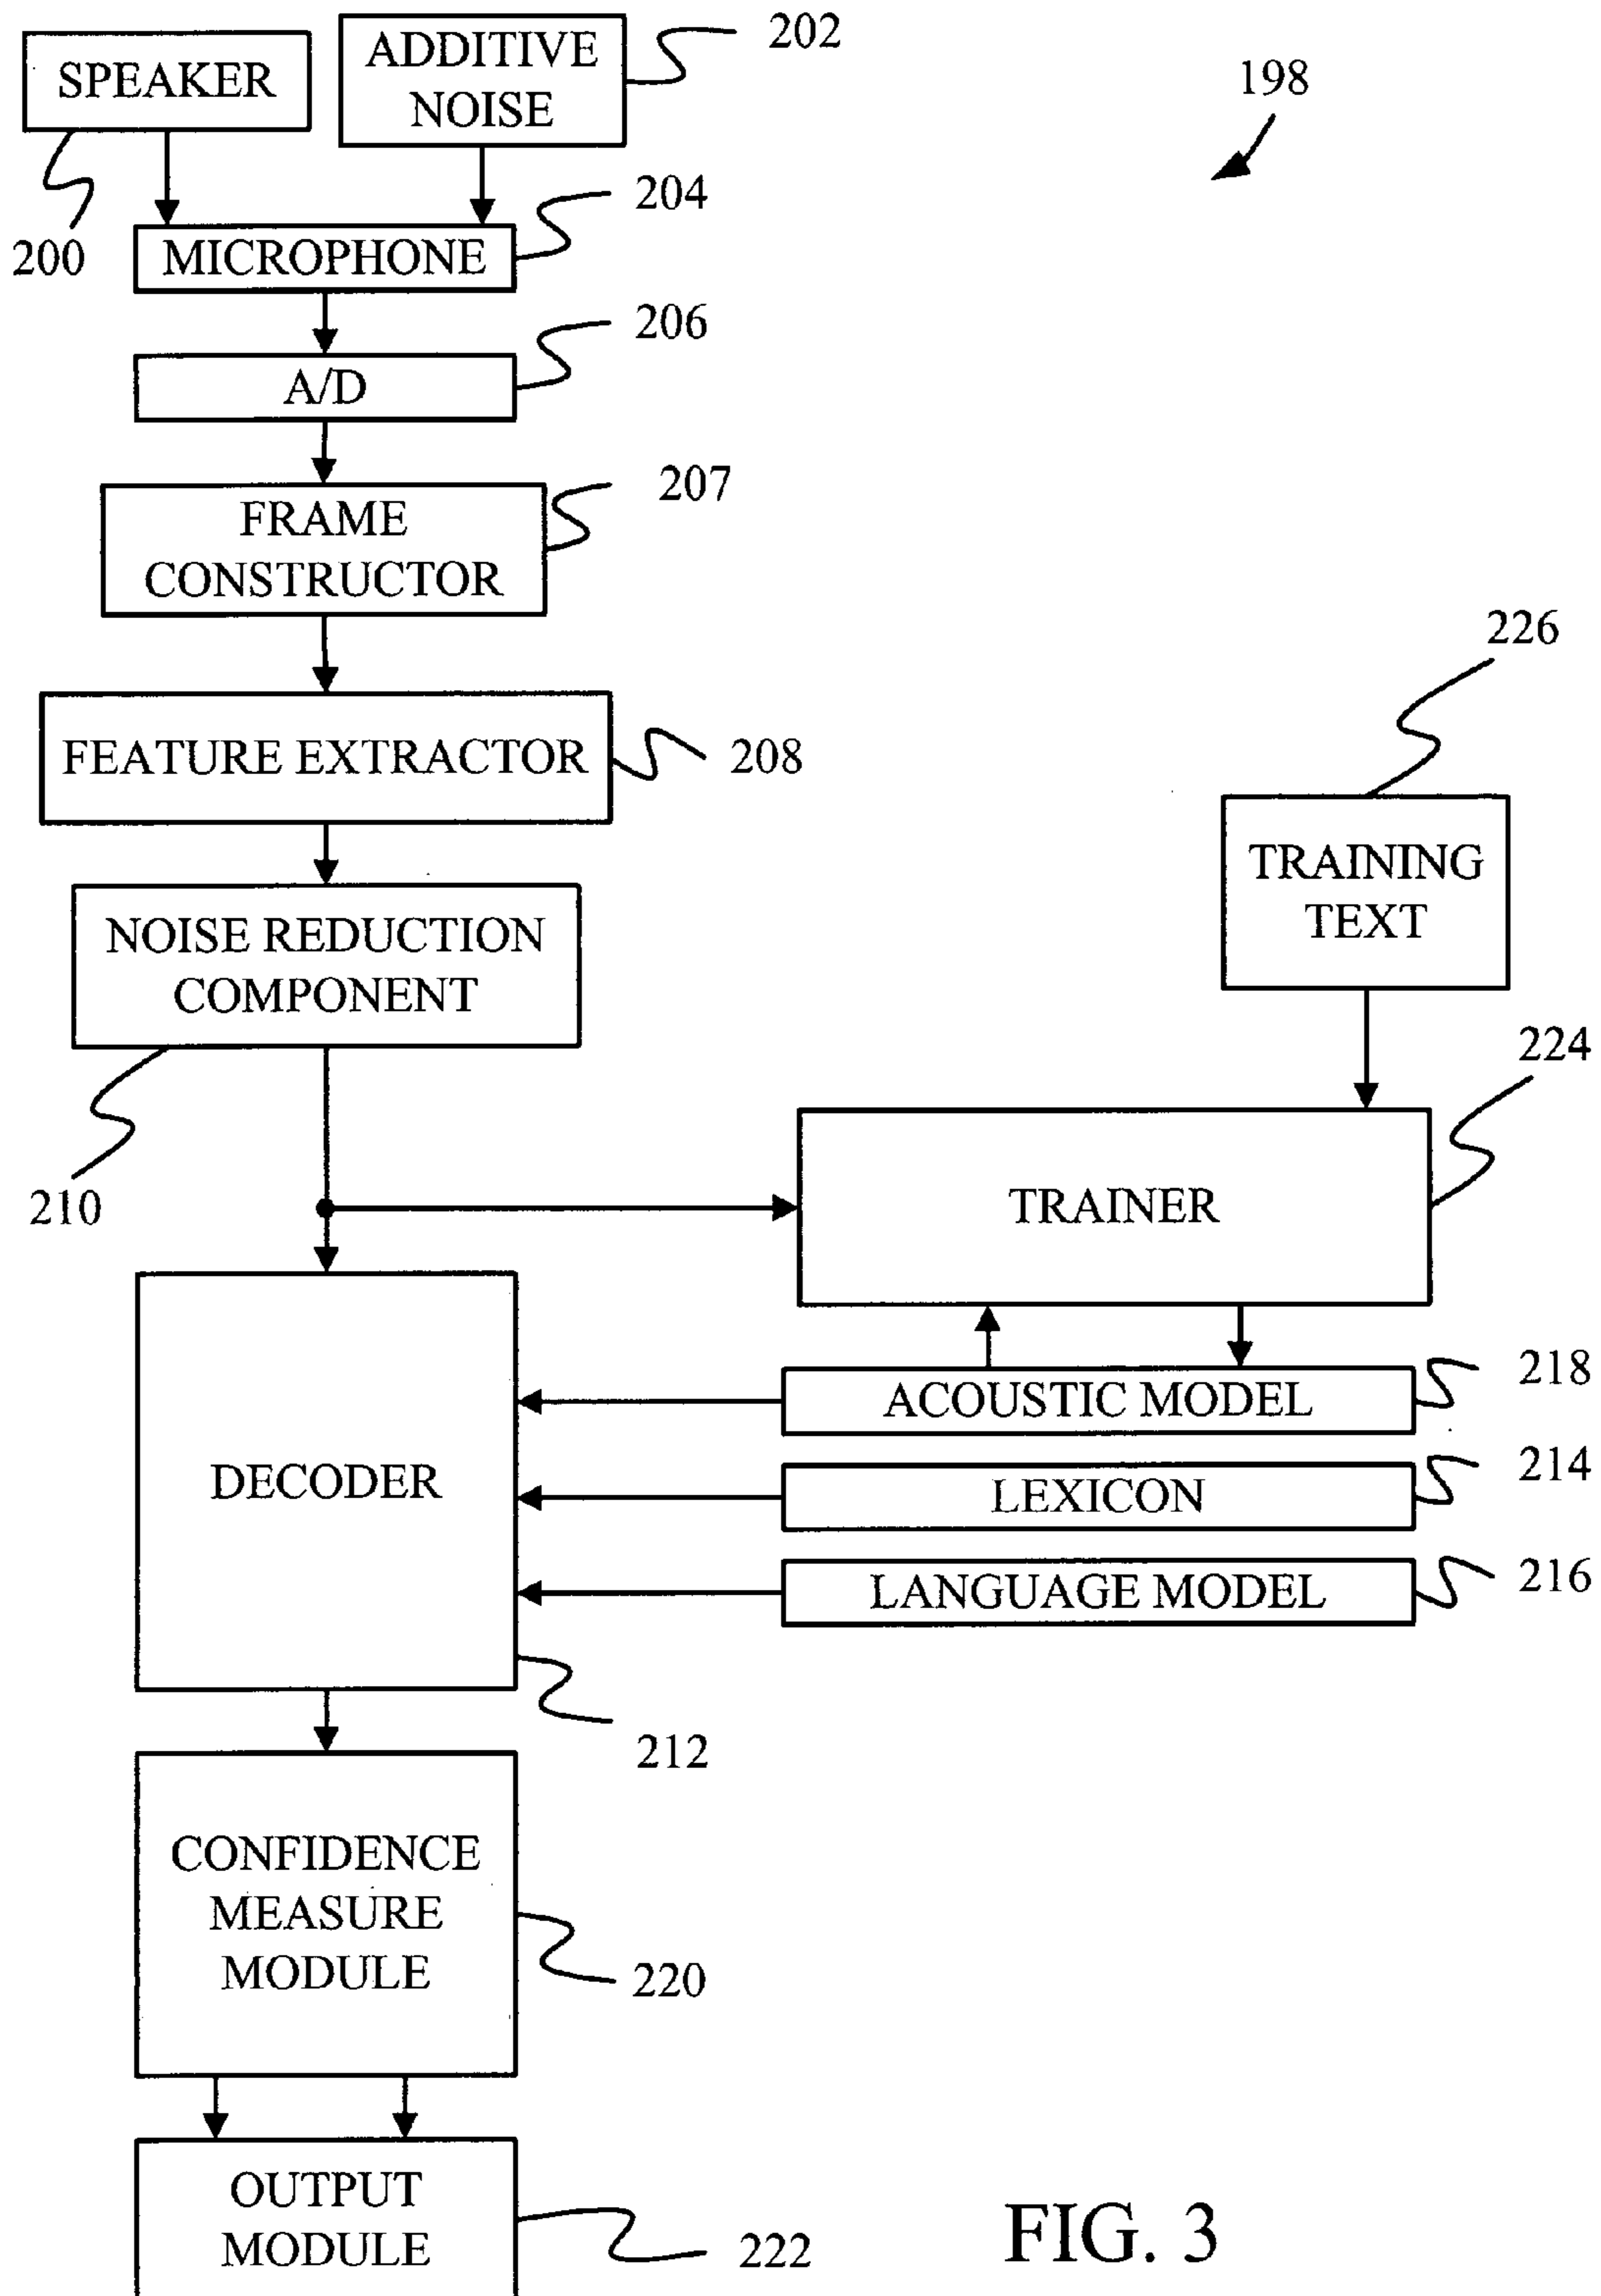 202
ADDITIVE
NOISE
SPEAKER
198
204
200
MICROPHONE
206
A/D
207
FRAME
CONSTRUCTOR
226
FEATURE EXTRACTOR
208
TRAINING
TEXT
NOISE REDUCTION
COMPONENT
224
210
TRAINER
218
ACOUSTIC MODEL
DECODER
214
LEXICON
216
LANGUAGE MODEL
212
CONFIDENCE
MEASURE
MODULE
220
OUTPUT
MODULE
222
FIG. 3